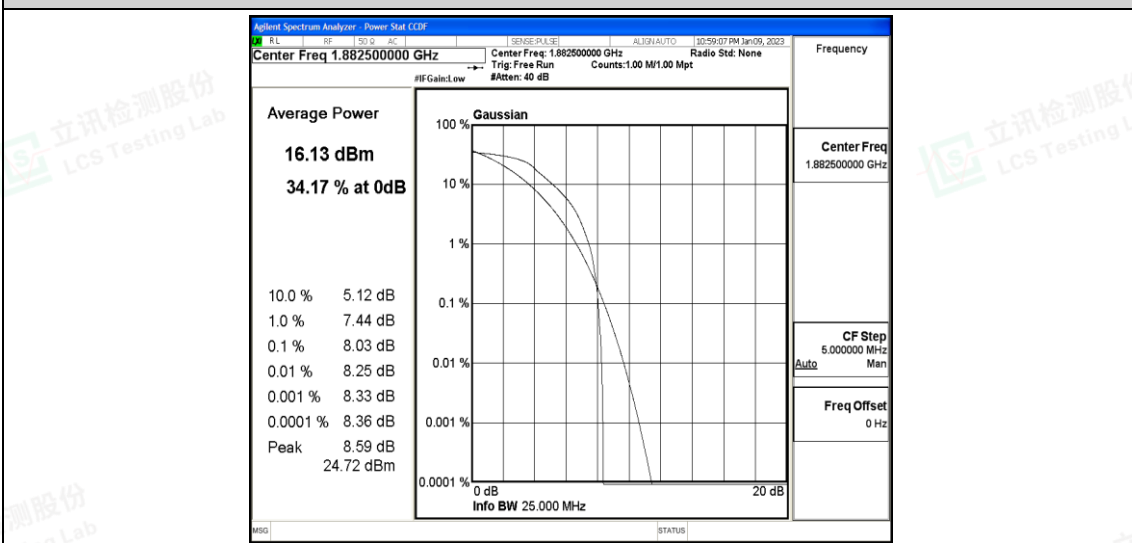 Agilent Spectrum Analyzer - Power Stat CCDF
RL RF 50 Ω AC SENSE:PULSE ALIGN AUTO 10:59:07 PM Jan 09, 2023
Center Freq 1.882500000 GHz
Center Freq: 1.882500000 GHz Radio Std: None
Trig: Free Run Counts:1.00 M/1.00 Mpt
#IFGain:Low #Atten: 40 dB
Frequency
Average Power
16.13 dBm
34.17 % at 0dB
10.0 % 5.12 dB
1.0 % 7.44 dB
0.1 % 8.03 dB
0.01 % 8.25 dB
0.001 % 8.33 dB
0.0001 % 8.36 dB
Peak 8.59 dB
24.72 dBm
Gaussian
100 %
10 %
1 %
0.1 %
0.01 %
0.001 %
0.0001 %
0 dB 20 dB
Info BW 25.000 MHz
Center Freq
1.882500000 GHz
CF Step
5.000000 MHz
Auto Man
Freq Offset
0 Hz
MSG STATUS
立讯检测股份
LCS Testing Lab
立讯检测股份
LCS Testing L
测股份
Lab